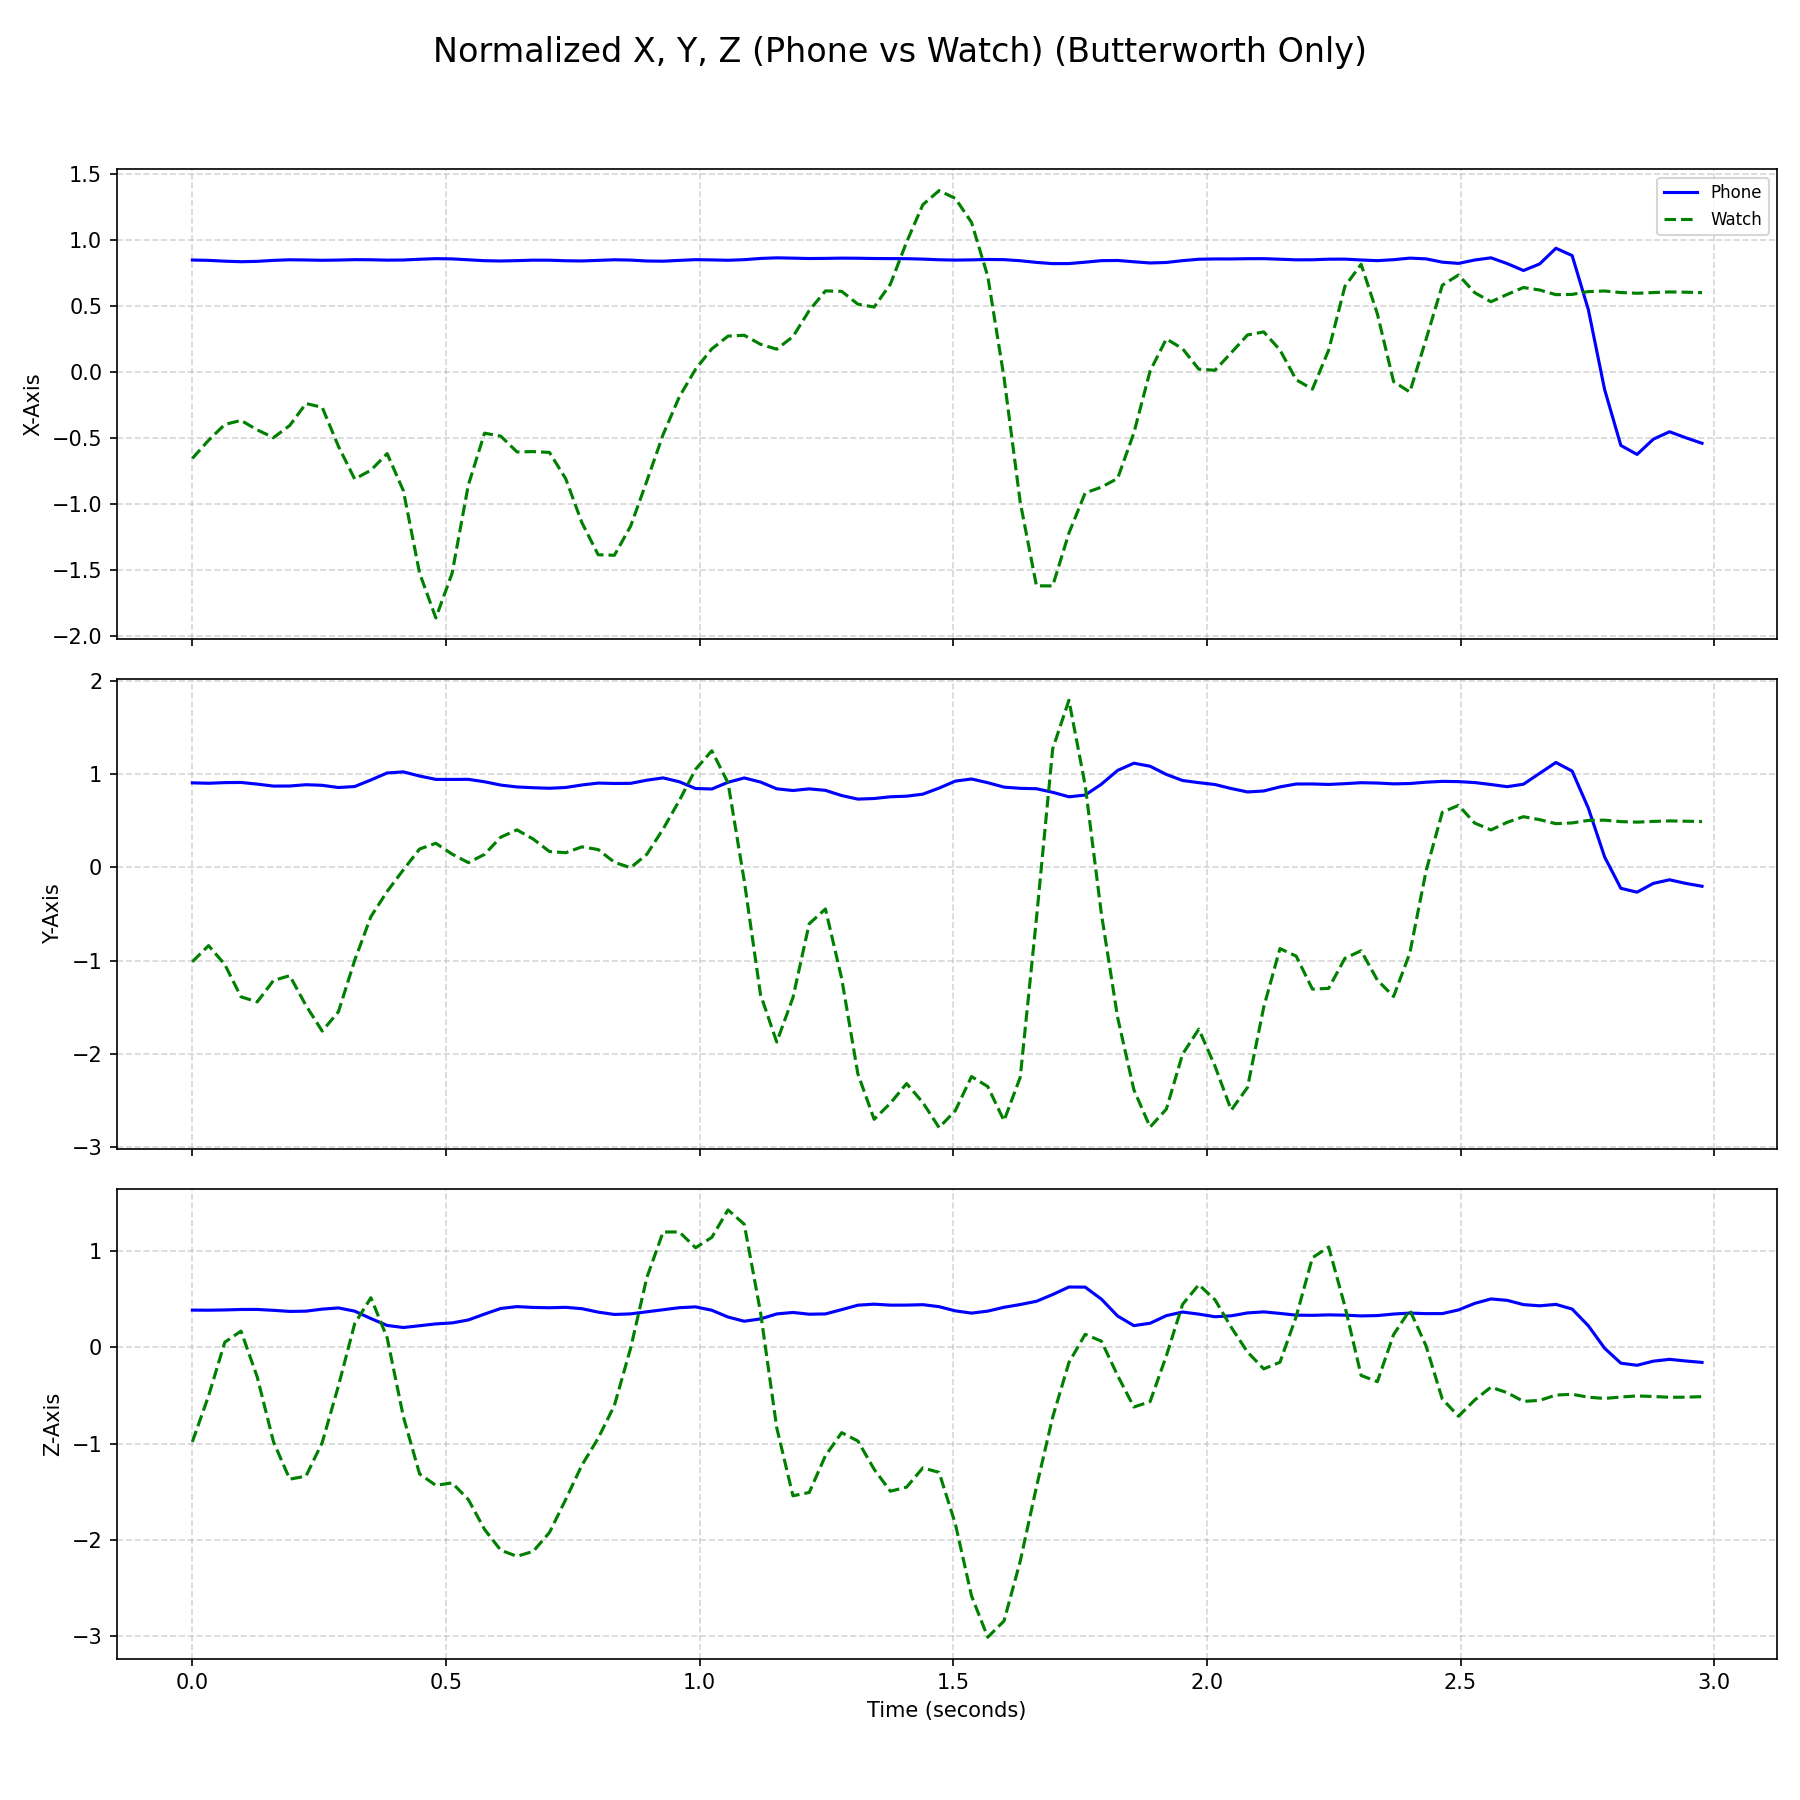 Normalized X, Y, Z (Phone vs Watch) (Butterworth Only)
Phone
Watch
1.5
1.0
0.5
0.0
−0.5
−1.0
−1.5
−2.0
X-Axis
2
1
0
−1
−2
−3
Y-Axis
1
0
−1
−2
−3
Z-Axis
0.0 0.5 1.0 1.5 2.0 2.5 3.0
Time (seconds)